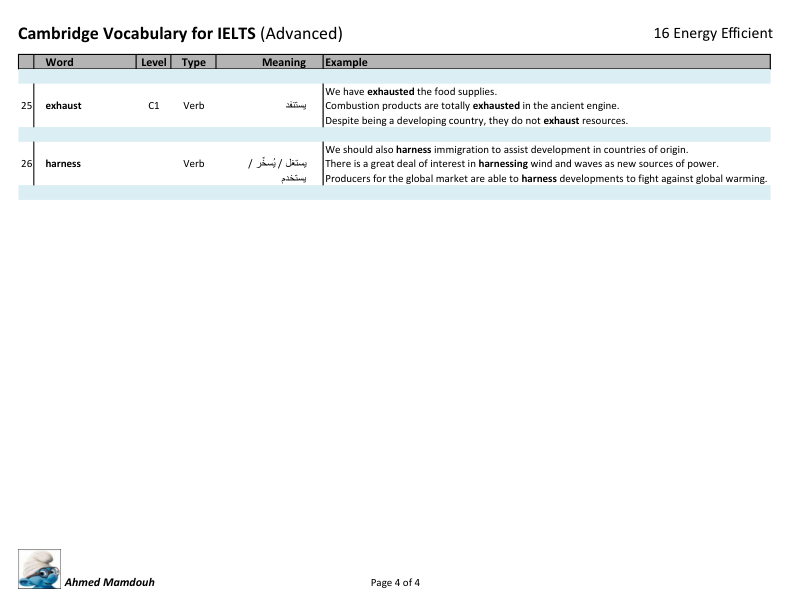 Cambridge Vocabulary for IELTS (Advanced) 16 Energy Efficient
Word Level Type Meaning Example
We have exhausted the food supplies.
25 exhaust C1 Verb يستنفد Combustion products are totally exhausted in the ancient engine.
Despite being a developing country, they do not exhaust resources.
We should also harness immigration to assist development in countries of origin.
26 harness Verb يستغل / يُسخِّر / There is a great deal of interest in harnessing wind and waves as new sources of power.
يستخدم Producers for the global market are able to harness developments to fight against global warming.
Ahmed Mamdouh Page 4 of 4